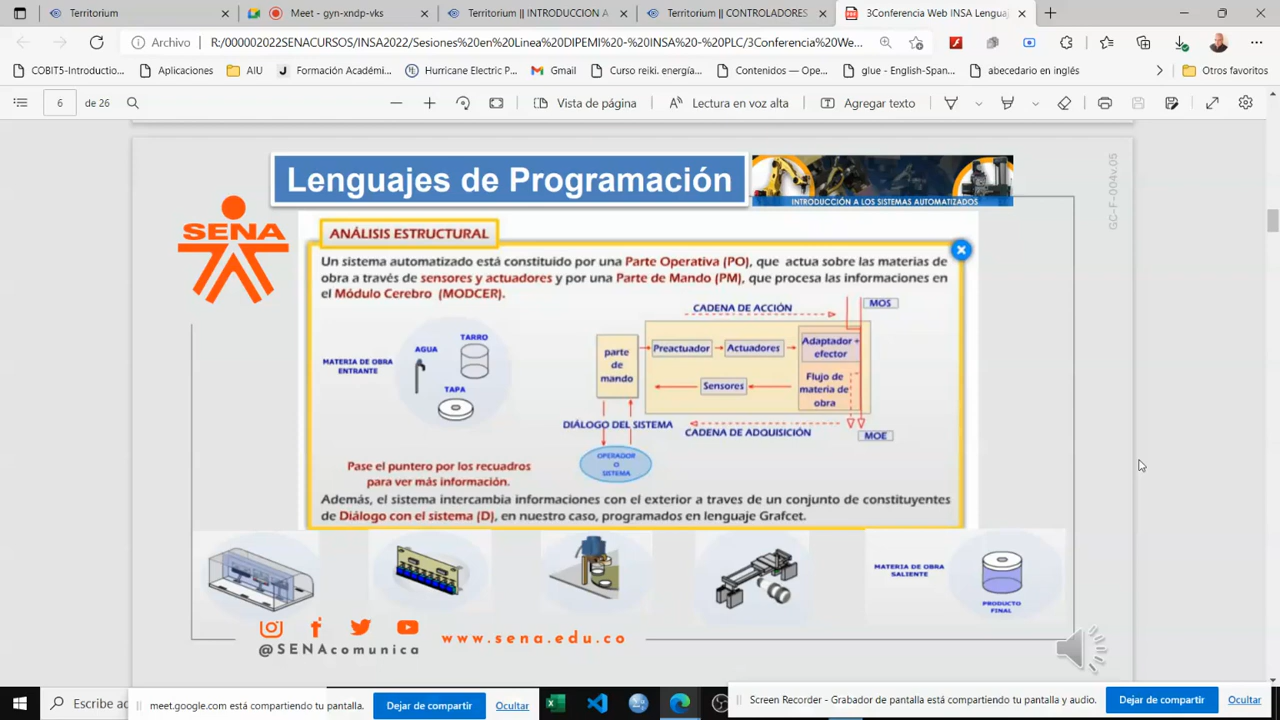 Territorium
Meet - gyn-xndp-vks
Territorium || INTRODUCCION A
Territorium || CONTROLADORES
3Conferencia Web INSA Lenguaj
Archivo
R:/000002022SENACURSOS/INSA2022/Sesiones%20en%20Linea%20DIPEMI%20-%20INSA%20-%20PLC/3Conferencia%20We...
COBIT5-Introductio...
Aplicaciones
AIU
Formación Académi...
Hurricane Electric P...
Gmail
Curso reiki. energía...
Contenidos — Ope...
glue - English-Span...
abecedario en inglés
Otros favoritos
6 de 26
Vista de página
Lectura en voz alta
Agregar texto
Lenguajes de Programación
INTRODUCCIÓN A LOS SISTEMAS AUTOMATIZADOS
GC-F-004v.05
SENA
ANÁLISIS ESTRUCTURAL
Un sistema automatizado está constituido por una Parte Operativa (PO), que actua sobre las materias de
obra a través de sensores y actuadores y por una Parte de Mando (PM), que procesa las informaciones en
el Módulo Cerebro (MODCER).
CADENA DE ACCIÓN
MOS
TARRO
AGUA
MATERIA DE OBRA
ENTRANTE
TAPA
parte
de
mando
Preactuador
Actuadores
Adaptador +
efector
Sensores
Flujo de
materia de
obra
DIÁLOGO DEL SISTEMA
CADENA DE ADQUISICIÓN
MOE
OPERADOR
O
SISTEMA
Pase el puntero por los recuadros
para ver más información.
Además, el sistema intercambia informaciones con el exterior a traves de un conjunto de constituyentes
de Diálogo con el sistema (D), en nuestro caso, programados en lenguaje Grafcet.
MATERIA DE OBRA
SALIENTE
PRODUCTO
FINAL
@SENAcomunica
www.sena.edu.co
Escribe
meet.google.com está compartiendo tu pantalla.
Dejar de compartir
Ocultar
Screen Recorder - Grabador de pantalla está compartiendo tu pantalla y audio.
Dejar de compartir
Ocultar